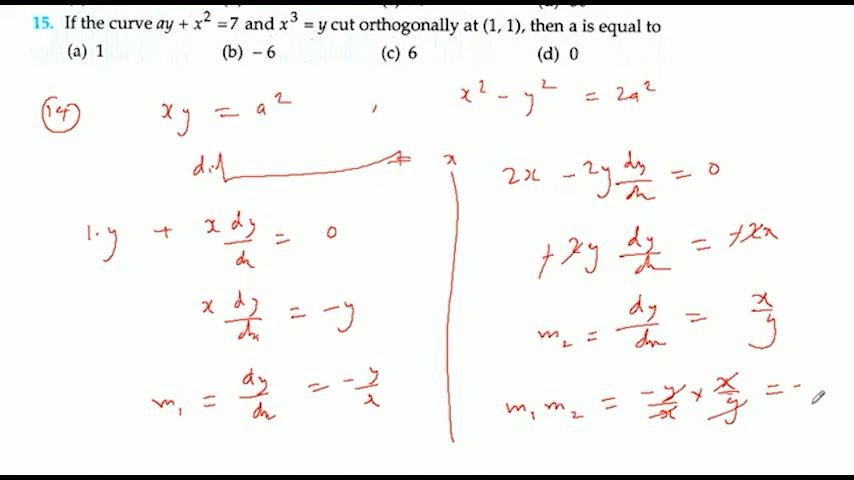 15. If the curve ay + x² = 7 and x³ = y cut orthogonally at (1, 1), then a is equal to
(a) 1 (b) – 6 (c) 6 (d) 0
(14) xy = a² , x² - y² = 2a²
x
1·y + x dy/dx = 0
2x - 2y dy/dx = 0
x dy/dx = -y
+2y dy/dx = +2x
m₁ = dy/dx = -y/x
m₂ = dy/dx = x/y
m₁m₂ = -y/x × x/y = -